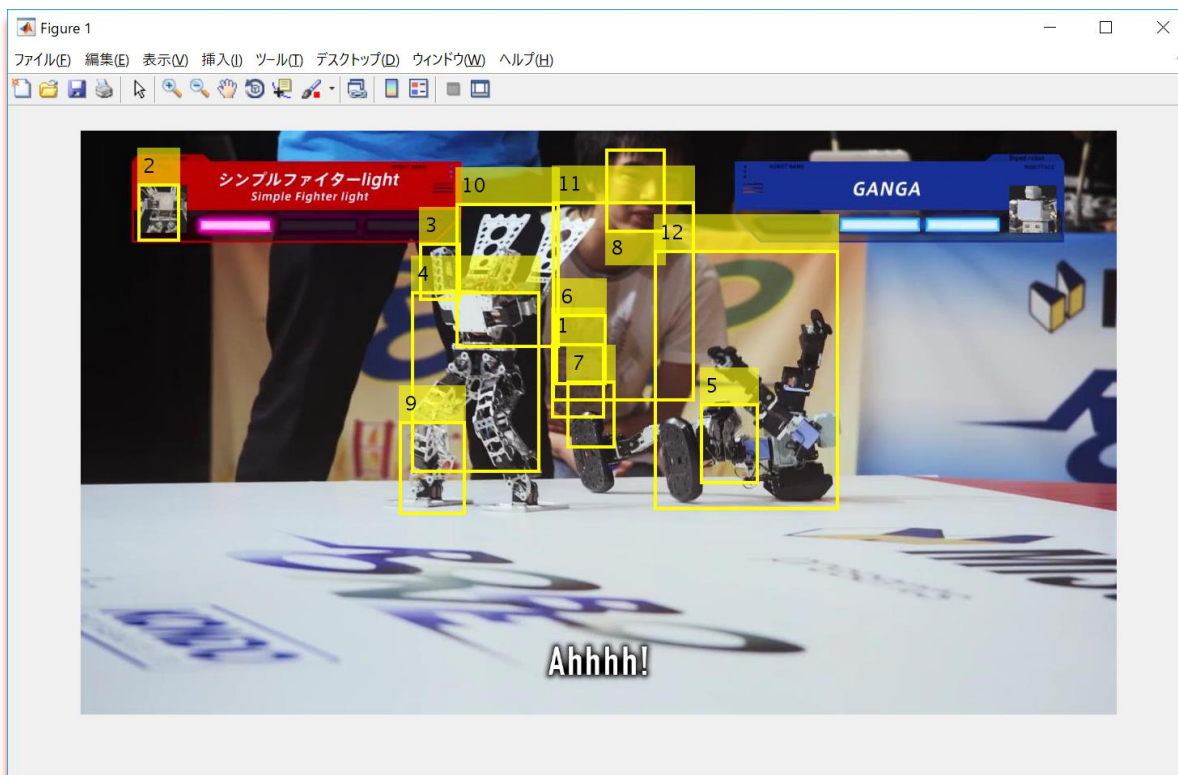 Figure 1
ファイル(F) 編集(E) 表示(V) 挿入(I) ツール(T) デスクトップ(D) ウィンドウ(W) ヘルプ(H)
2
シンプルファイターlight
Simple Fighter light
ROBOT NAME
GANGA
10
11
3
12
8
4
6
1
7
5
9
Ahhhh!